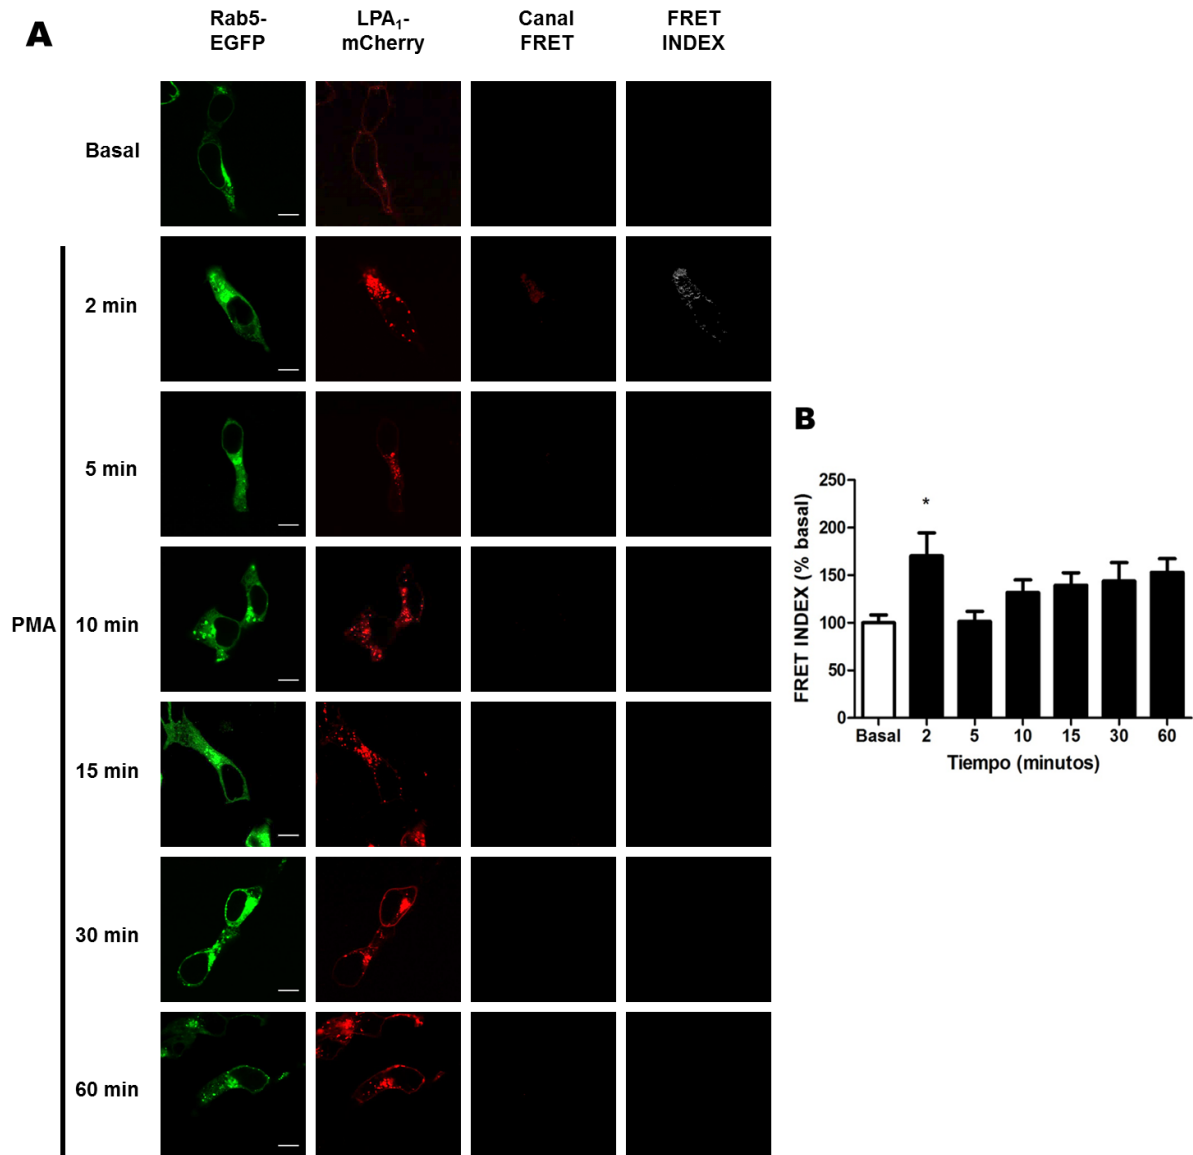 A
Rab5-
EGFP
LPA₁-
mCherry
Canal
FRET
FRET
INDEX
Basal
2 min
5 min
10 min
15 min
30 min
60 min
PMA
B
FRET INDEX (% basal)
250
200
150
100
50
0
*
Basal 2 5 10 15 30 60
Tiempo (minutos)